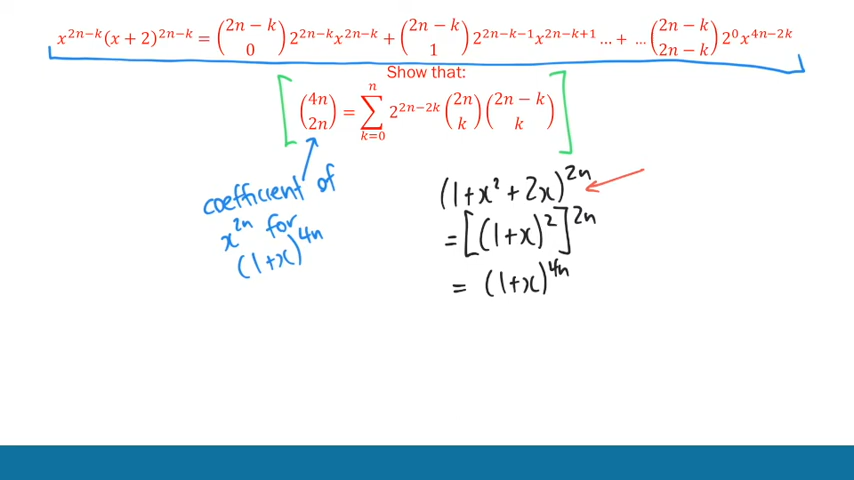 x^{2n−k}(x + 2)^{2n−k} = \binom{2n − k}{0} 2^{2n−k}x^{2n−k} + \binom{2n − k}{1} 2^{2n−k−1}x^{2n−k+1} … + … \binom{2n − k}{2n − k} 2^0 x^{4n−2k}
Show that:
\binom{4n}{2n} = \sum_{k=0}^{n} 2^{2n−2k} \binom{2n}{k} \binom{2n − k}{k}
coefficient of
x^{2n} for
(1+x)^{4n}
(1+x^2+2x)^{2n}
= [(1+x)^2]^{2n}
= (1+x)^{4n}